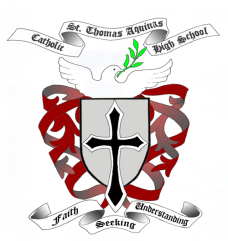 St. Thomas Aquinas
Catholic High School
Faith Seeking Understanding